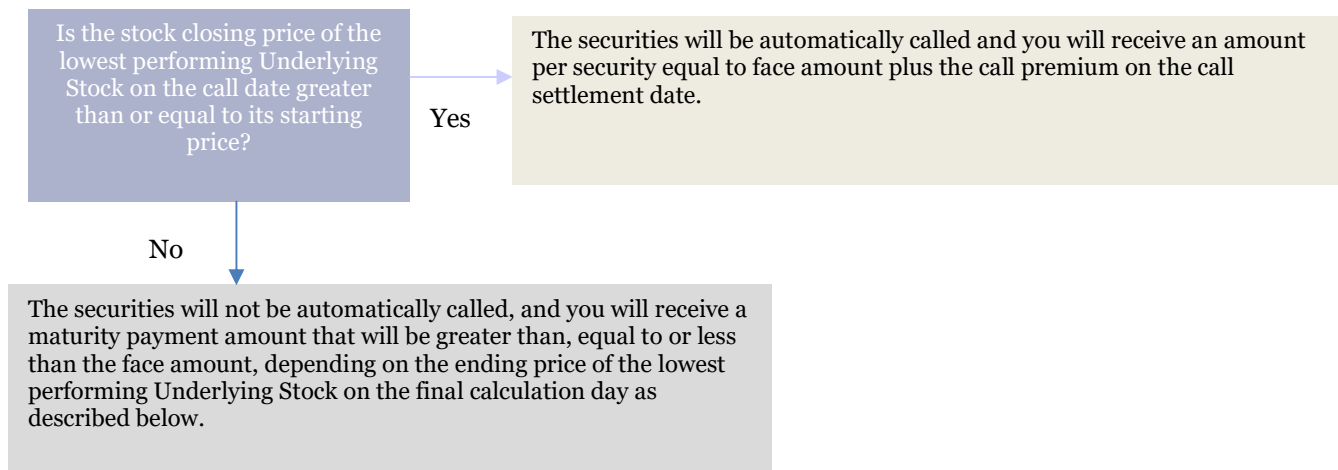 Is the stock closing price of the
lowest performing Underlying
Stock on the call date greater
than or equal to its starting
price?
Yes
The securities will be automatically called and you will receive an amount
per security equal to face amount plus the call premium on the call
settlement date.
No
The securities will not be automatically called, and you will receive a
maturity payment amount that will be greater than, equal to or less
than the face amount, depending on the ending price of the lowest
performing Underlying Stock on the final calculation day as
described below.